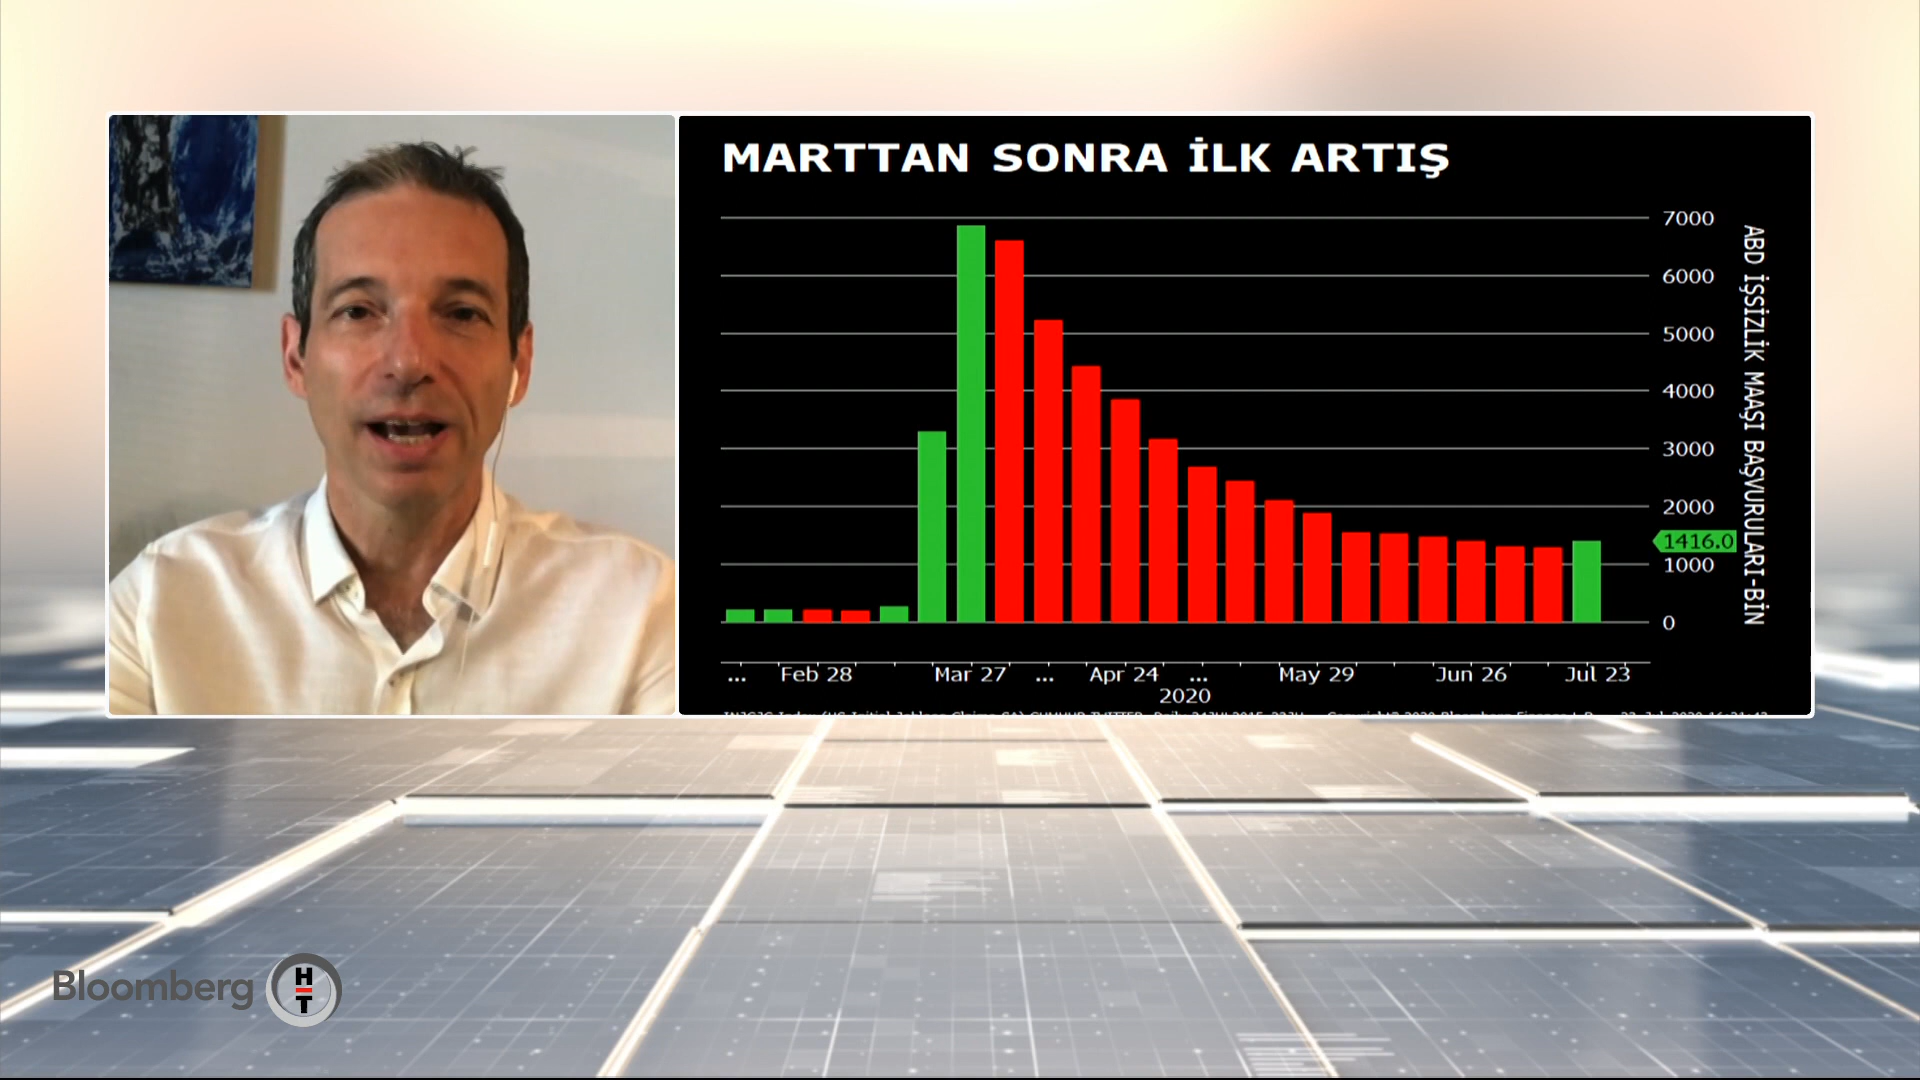 MARTTAN SONRA İLK ARTIŞ
7000
6000
5000
4000
3000
2000
1416.0
1000
0
ABD İŞSİZLİK MAAŞI BAŞVURULARI-BİN
... Feb 28 Mar 27 ... Apr 24 ... May 29 Jun 26 Jul 23
2020
Bloomberg HT